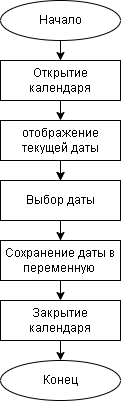 Начало
Открытие
календаря
отображение
текущей даты
Выбор даты
Сохранение даты в
переменную
Закрытие
календаря
Конец